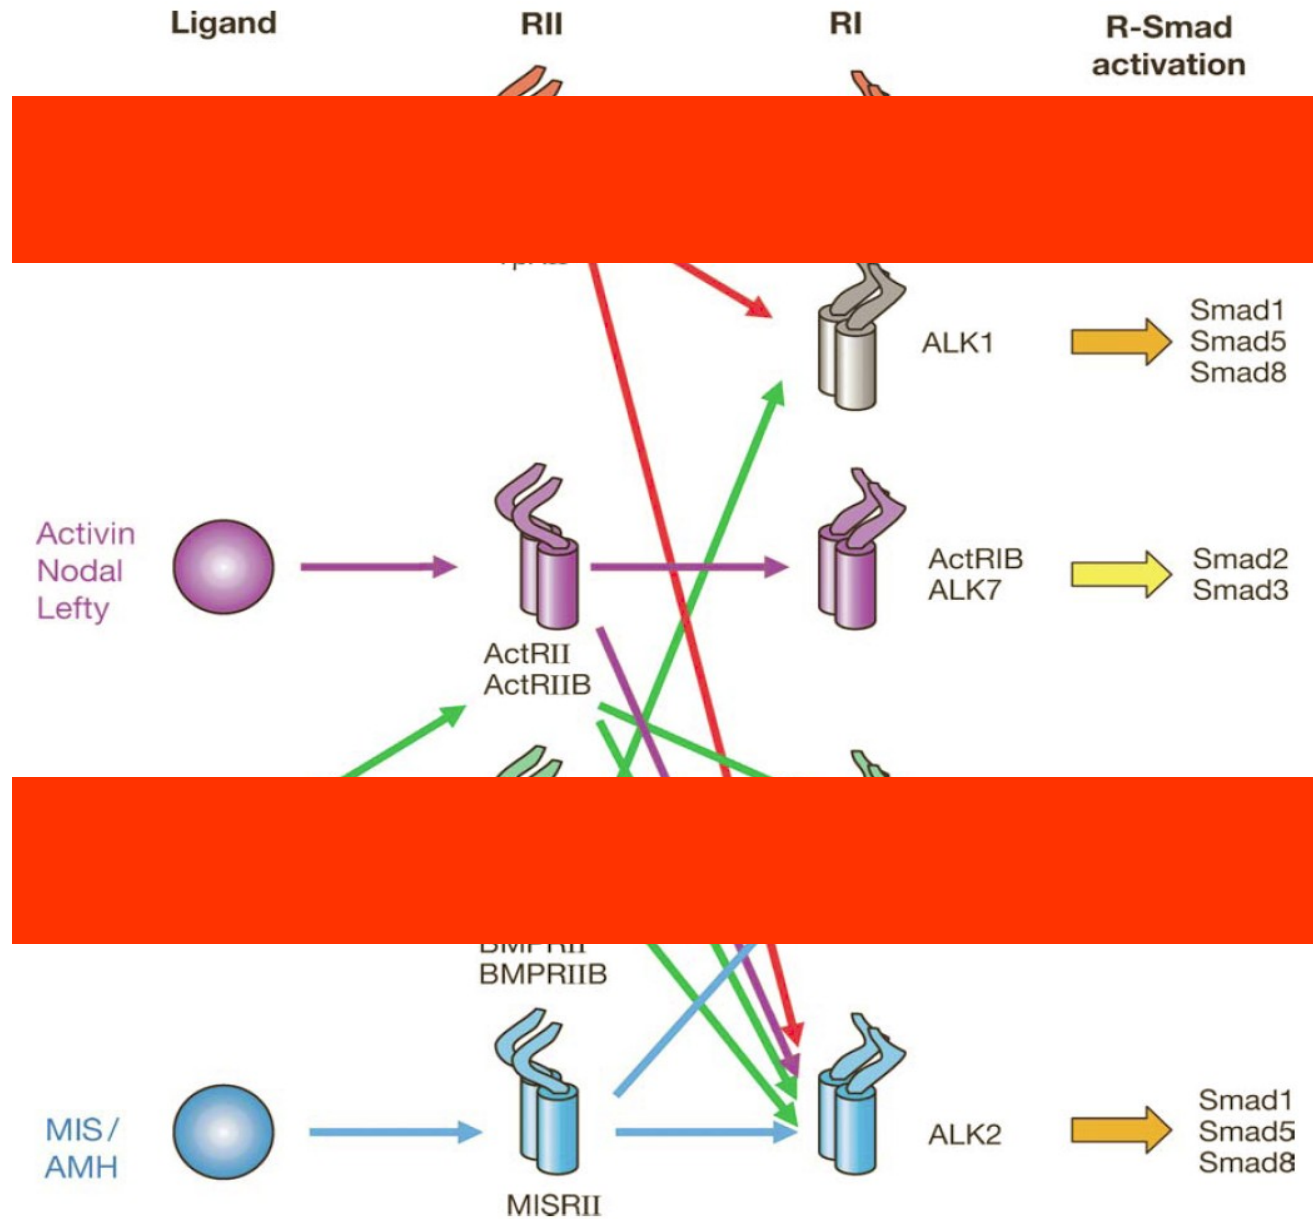 Ligand
RII
RI
R-Smad
activation
ALK1
Smad1
Smad5
Smad8
Activin
Nodal
Lefty
ActRII
ActRIIB
ActRIB
ALK7
Smad2
Smad3
BMPRII
BMPRIIB
MIS/
AMH
MISRII
ALK2
Smad1
Smad5
Smad8